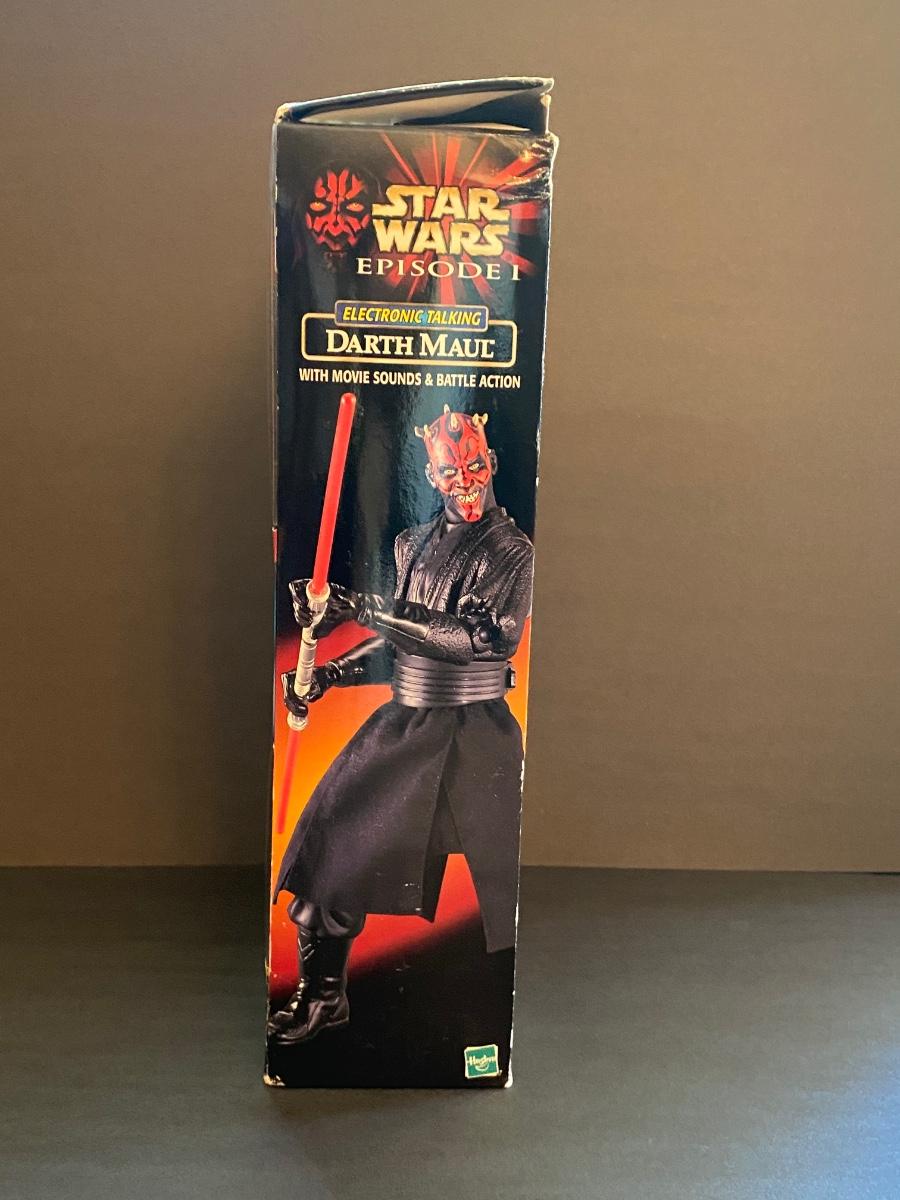 STAR
WARS
EPISODE I
ELECTRONIC TALKING
DARTH MAUL
WITH MOVIE SOUNDS & BATTLE ACTION
Hasbro